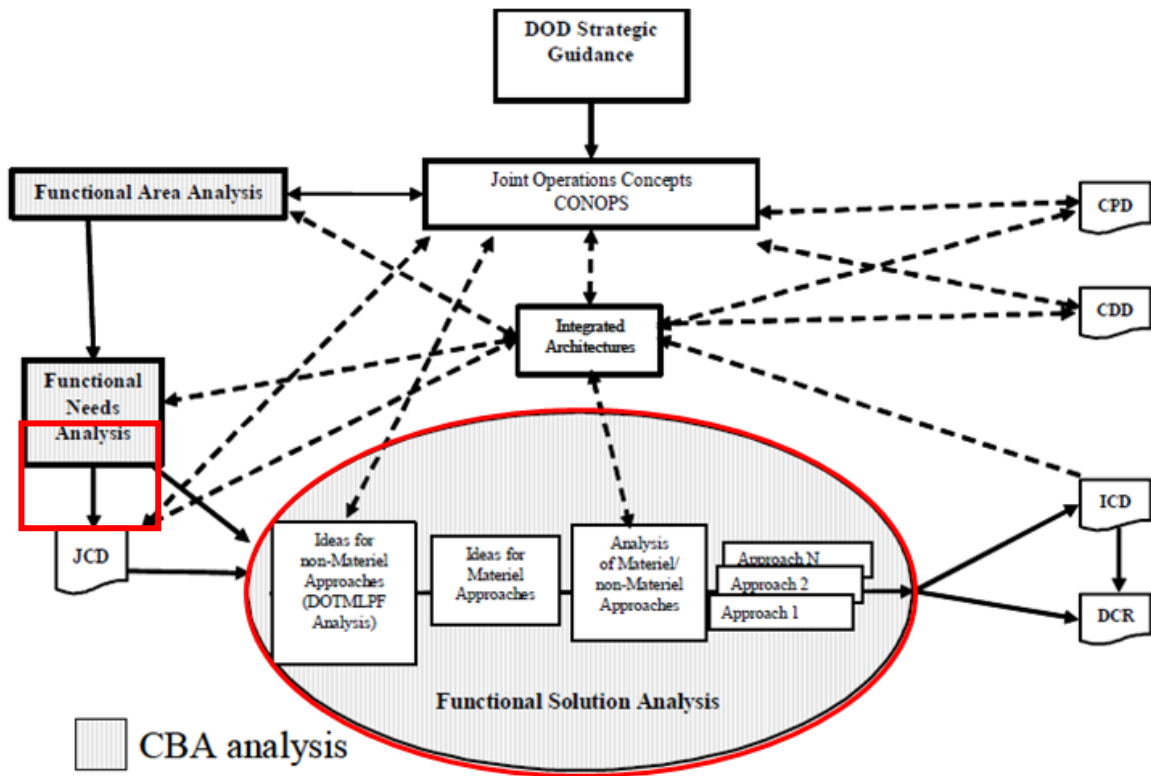 DOD Strategic
Guidance
Functional Area Analysis
Joint Operations Concepts
CONOPS
CPD
CDD
Integrated
Architectures
Functional
Needs
Analysis
JCD
Ideas for
non-Materiel
Approaches
(DOTMLPF
Analysis)
Ideas for
Materiel
Approaches
Analysis
of Materiel/
non-Materiel
Approaches
Approach N
Approach 2
Approach 1
ICD
DCR
Functional Solution Analysis
CBA analysis